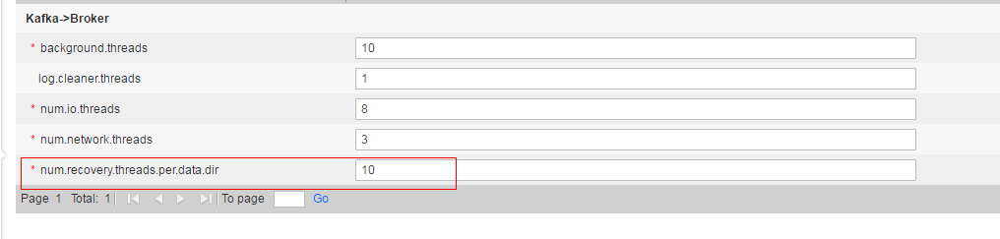 Kafka->Broker
* background.threads 10
log.cleaner.threads 1
* num.io.threads 8
* num.network.threads 3
* num.recovery.threads.per.data.dir 10
Page 1 Total: 1 To page Go